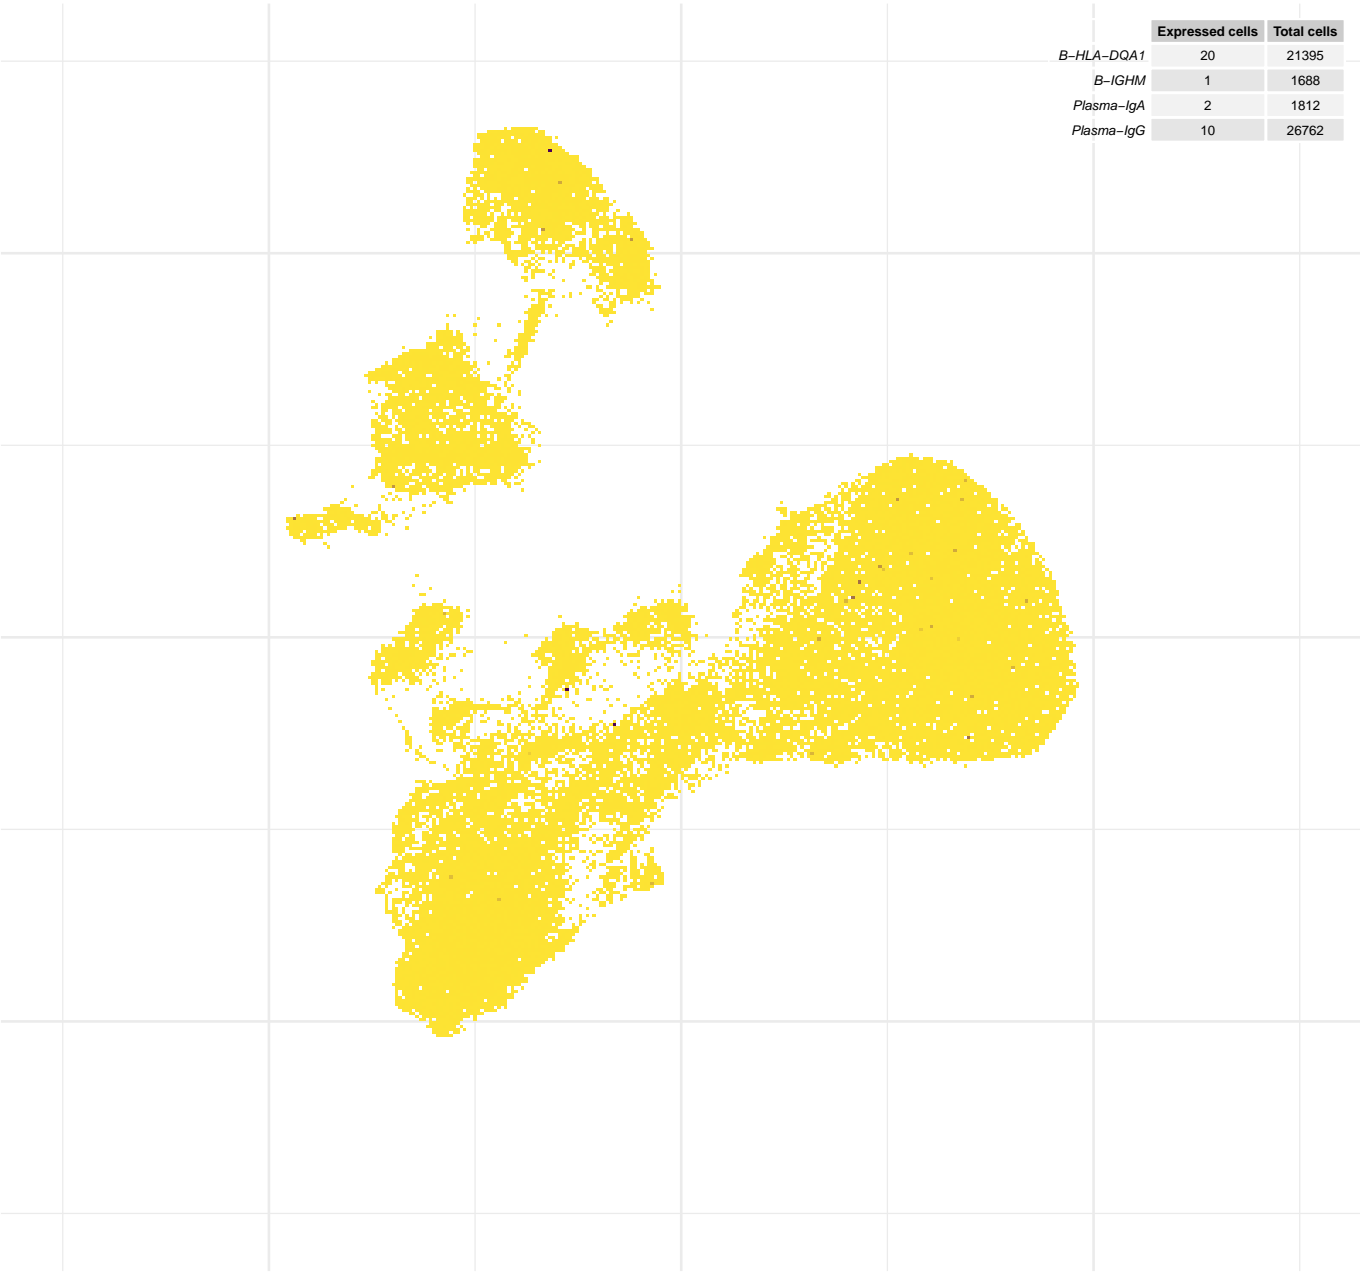 Expressed cells Total cells
B−HLA−DQA1 20 21395
B−IGHM 1 1688
Plasma−IgA 2 1812
Plasma−IgG 10 26762